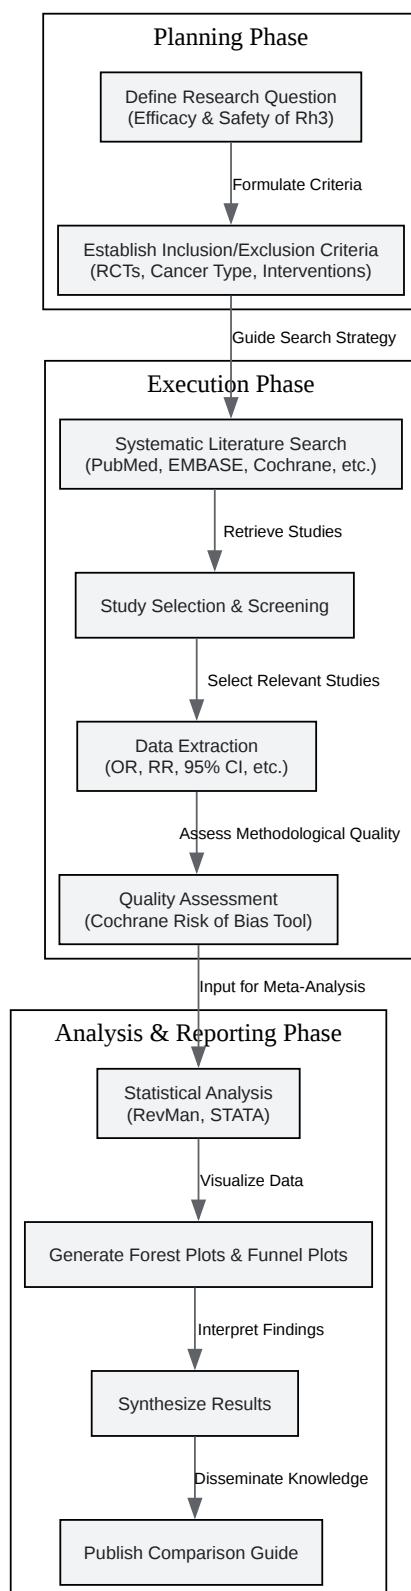 Planning Phase
Define Research Question
(Efficacy & Safety of Rh3)
Formulate Criteria
Establish Inclusion/Exclusion Criteria
(RCTs, Cancer Type, Interventions)
Guide Search Strategy
Execution Phase
Systematic Literature Search
(PubMed, EMBASE, Cochrane, etc.)
Retrieve Studies
Study Selection & Screening
Select Relevant Studies
Data Extraction
(OR, RR, 95% CI, etc.)
Assess Methodological Quality
Quality Assessment
(Cochrane Risk of Bias Tool)
Input for Meta-Analysis
Analysis & Reporting Phase
Statistical Analysis
(RevMan, STATA)
Visualize Data
Generate Forest Plots & Funnel Plots
Interpret Findings
Synthesize Results
Disseminate Knowledge
Publish Comparison Guide